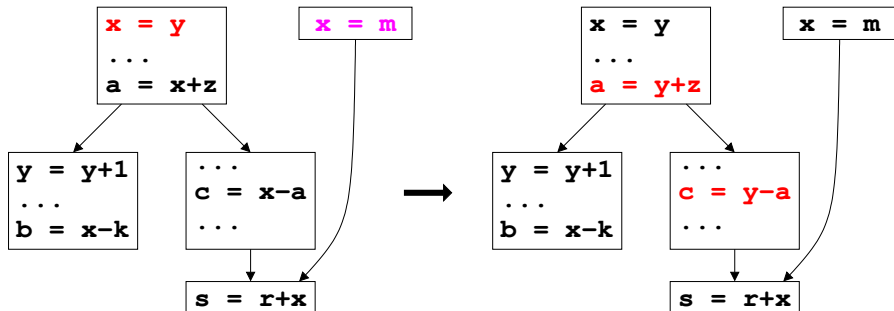 x = y
...
a = x+z
x = m
y = y+1
...
b = x-k
...
c = x-a
...
s = r+x
x = y
...
a = y+z
x = m
y = y+1
...
b = x-k
...
c = y-a
...
s = r+x